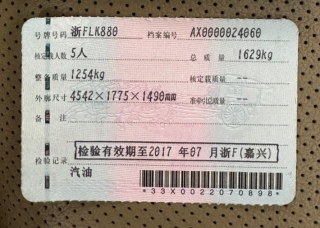 号牌号码 浙FLK880 档案编号 AX0000024060
核定载人数 5人 总质量 1629kg
整备质量 1254kg 核定载质量 --
外廓尺寸 4542×1775×1490mm 准牵引总质量 --
备注
检验有效期至2017年07月浙F(嘉兴)
检验记录
汽油
*33X0022070898*